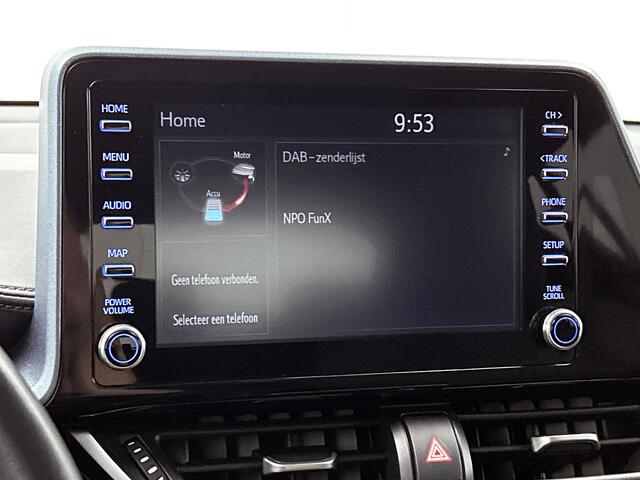 HOME
MENU
AUDIO
MAP
POWER
VOLUME
Home
9:53
Motor
Accu
DAB-zenderlijst
NPO FunX
Geen telefoon verbonden.
Selecteer een telefoon
CH >
< TRACK
PHONE
SETUP
TUNE
SCROLL